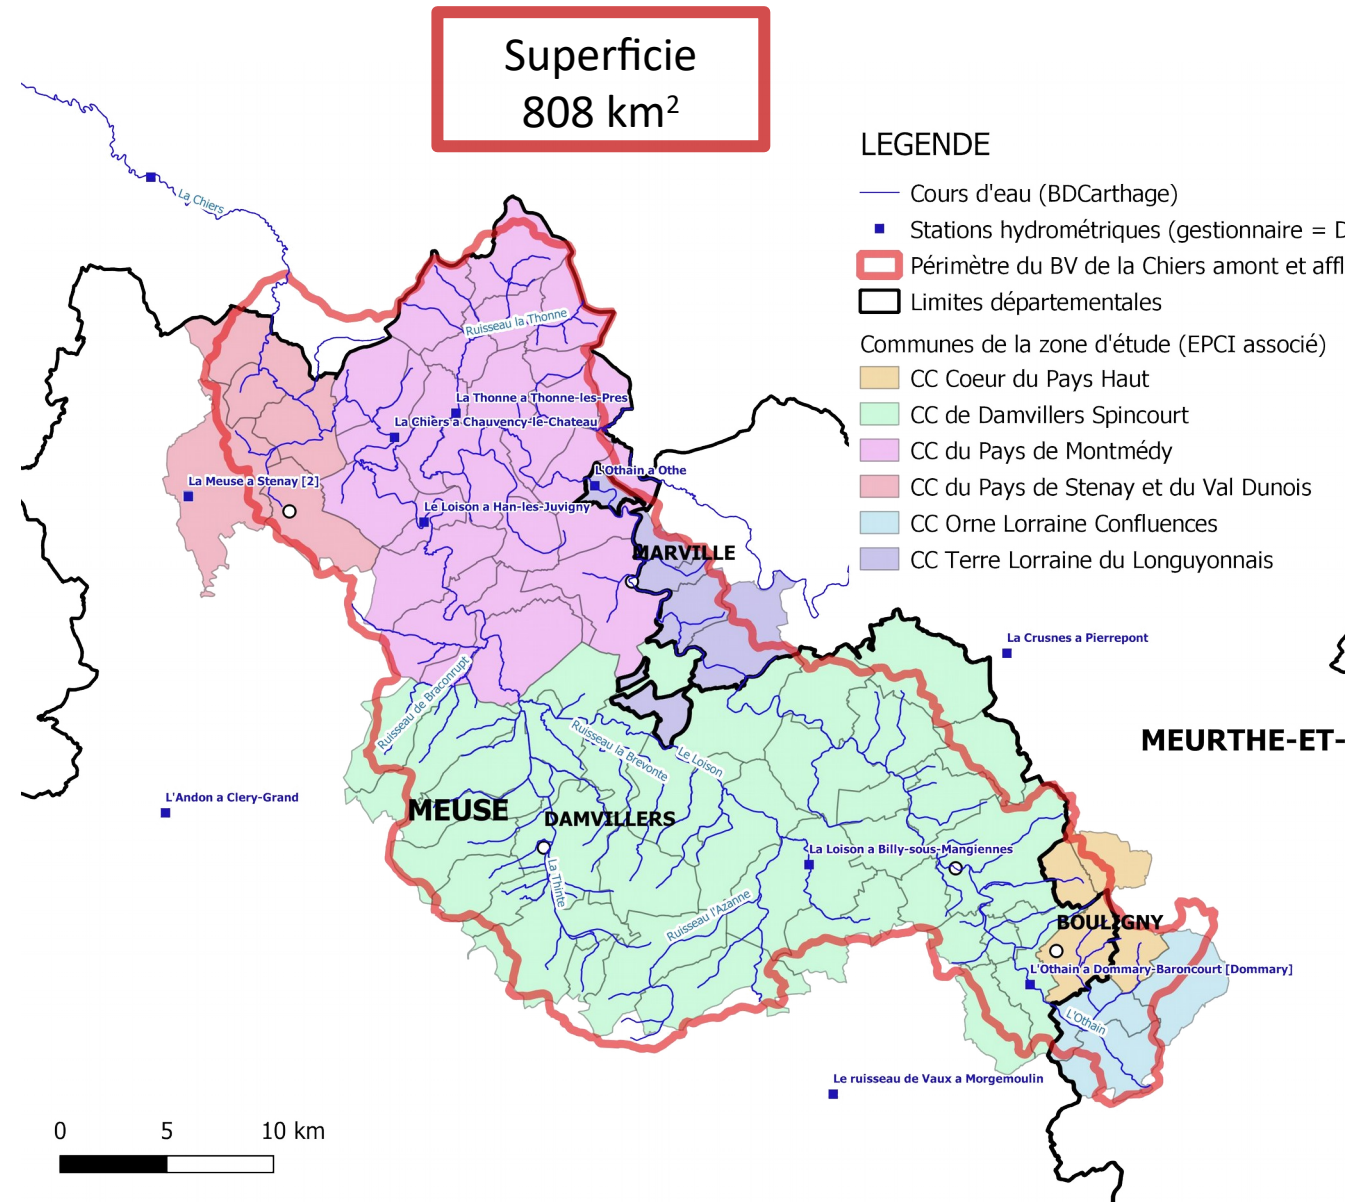 Superficie
808 km²
LEGENDE
Cours d'eau (BDCarthage)
Stations hydrométriques (gestionnaire = D
Périmètre du BV de la Chiers amont et affl
Limites départementales
Communes de la zone d'étude (EPCI associé)
CC Coeur du Pays Haut
CC de Damvillers Spincourt
CC du Pays de Montmédy
CC du Pays de Stenay et du Val Dunois
CC Orne Lorraine Confluences
CC Terre Lorraine du Longuyonnais
La Chiers
Ruisseau la Thonne
La Thonne a Thonne-les-Pres
La Chiers a Chauvency-le-Chateau
L'Othain a Othe
La Meuse a Stenay [2]
Le Loison a Han-les-Juvigny
MARVILLE
La Crusnes a Pierrepont
Ruisseau de Braconrupt
Ruisseau la Brevonte
Le Loison
MEURTHE-ET-
L'Andon a Clery-Grand
MEUSE
DAMVILLERS
La Loison a Billy-sous-Mangiennes
La Thinte
Ruisseau l'Azanne
BOULIGNY
L'Othain a Dommary-Baroncourt [Dommary]
L'Othain
Le ruisseau de Vaux a Morgemoulin
0 5 10 km